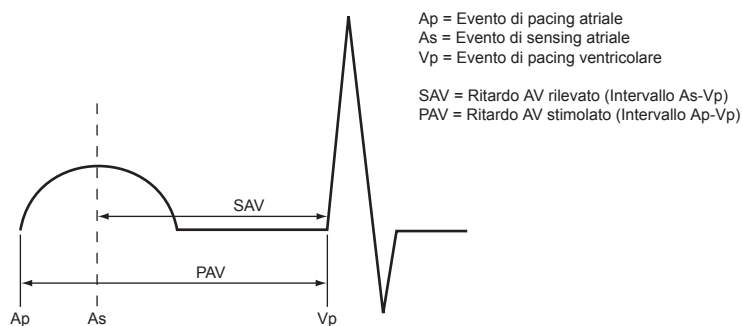 Ap = Evento di pacing atriale
As = Evento di sensing atriale
Vp = Evento di pacing ventricolare
SAV = Ritardo AV rilevato (Intervallo As-Vp)
PAV = Ritardo AV stimolato (Intervallo Ap-Vp)
SAV
PAV
Ap
As
Vp